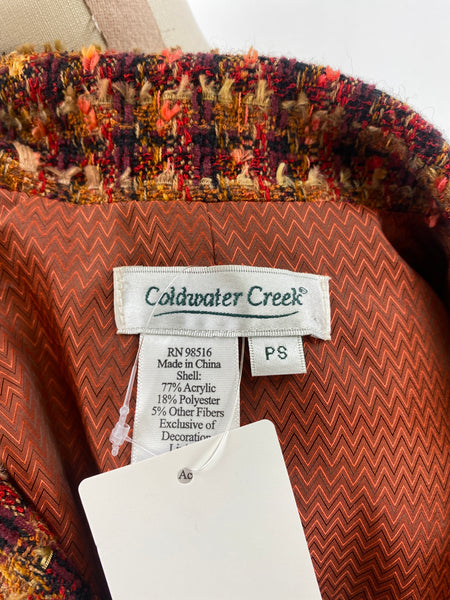 Coldwater Creek®
PS
RN 98516
Made in China
Shell:
77% Acrylic
18% Polyester
5% Other Fibers
Exclusive of
Decoration